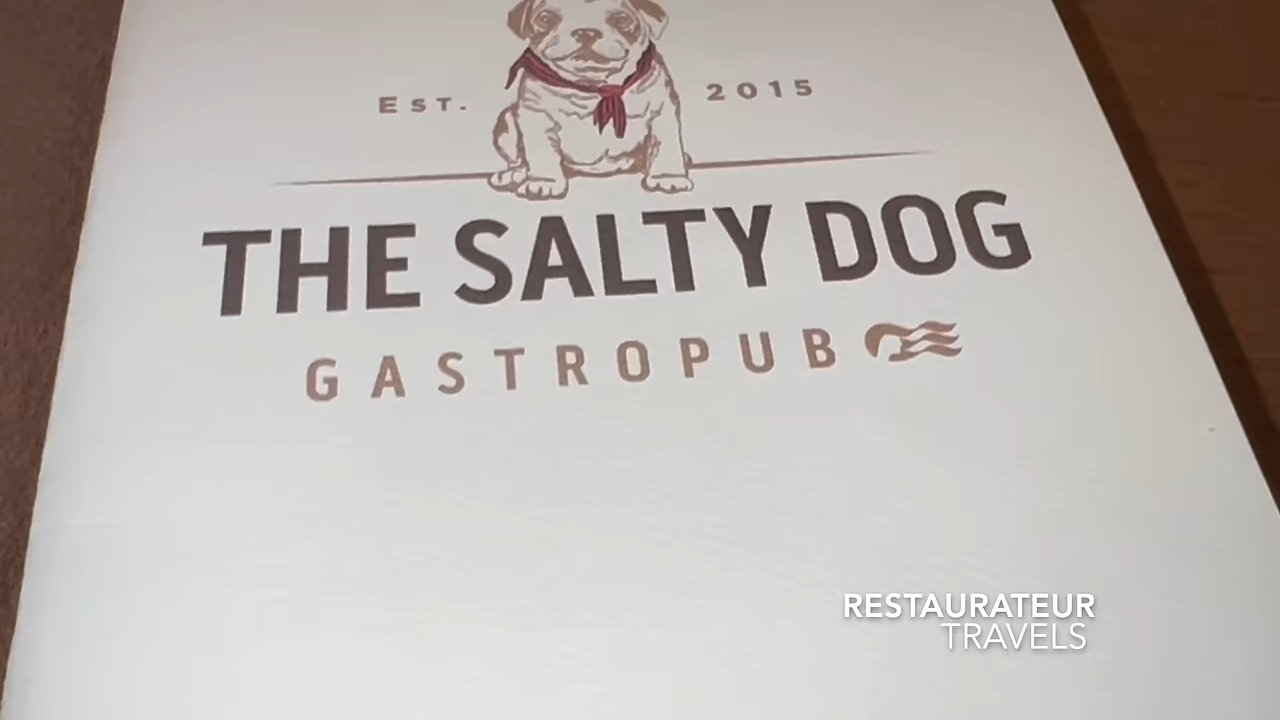 EST. 2015
THE SALTY DOG
GASTROPUB
RESTAURATEUR
TRAVELS